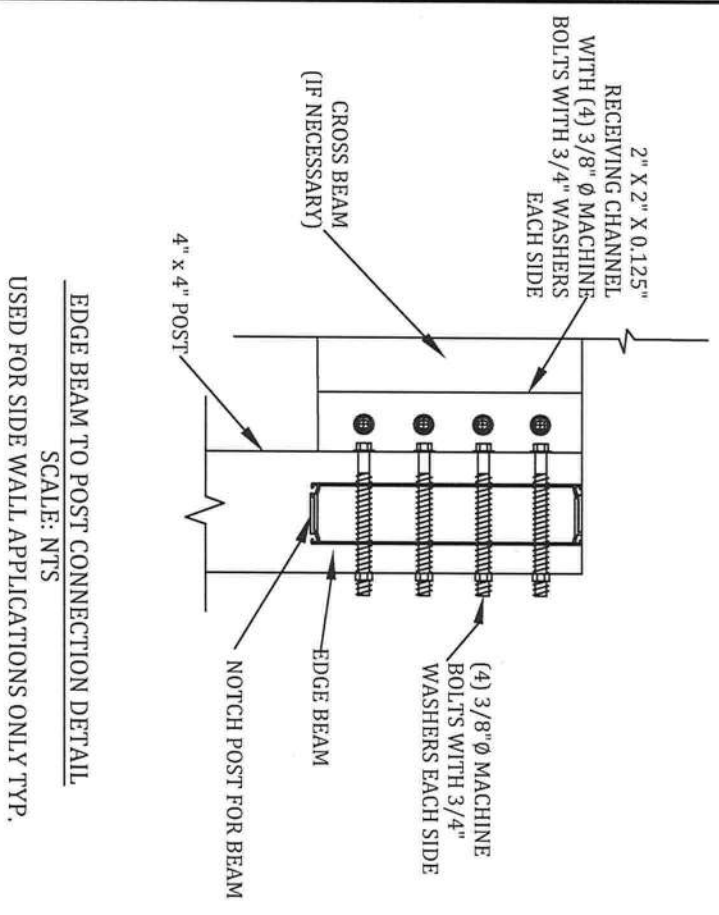 2" X 2" X 0.125"
RECEIVING CHANNEL
WITH (4) 3/8" Ø MACHINE
BOLTS WITH 3/4" WASHERS
EACH SIDE
CROSS BEAM
(IF NECESSARY)
4" x 4" POST
(4) 3/8"Ø MACHINE
BOLTS WITH 3/4"
WASHERS EACH SIDE
EDGE BEAM
NOTCH POST FOR BEAM
EDGE BEAM TO POST CONNECTION DETAIL
SCALE: NTS
USED FOR SIDE WALL APPLICATIONS ONLY TYP.